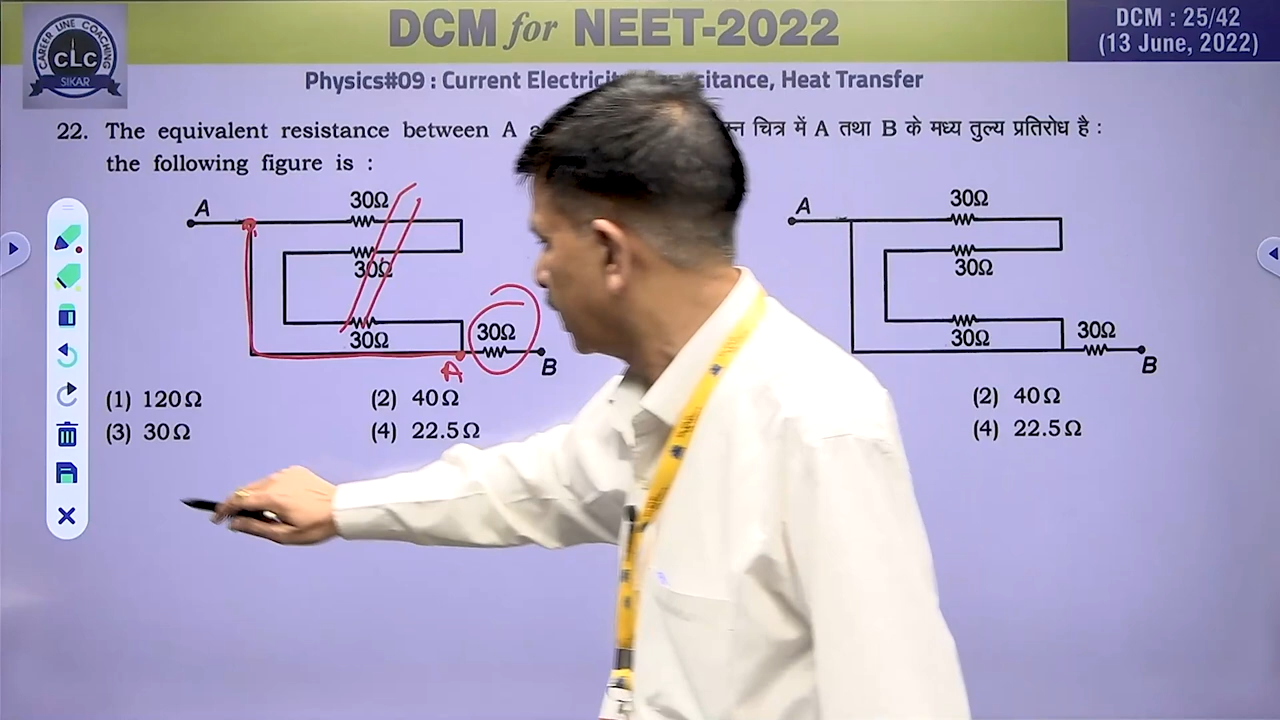 DCM for NEET-2022
DCM : 25/42
(13 June, 2022)
CAREER LINE COACHING
CLC
SIKAR
Physics#09 : Current Electricity, Heat Transfer
22. The equivalent resistance between A
the following figure is :
चित्र में A तथा B के मध्य तुल्य प्रतिरोध है :
A
30Ω
30Ω
30Ω
30Ω
A
B
(1) 120Ω
(2) 40Ω
(3) 30Ω
(4) 22.5Ω
A
30Ω
30Ω
30Ω
30Ω
B
(2) 40Ω
(4) 22.5Ω